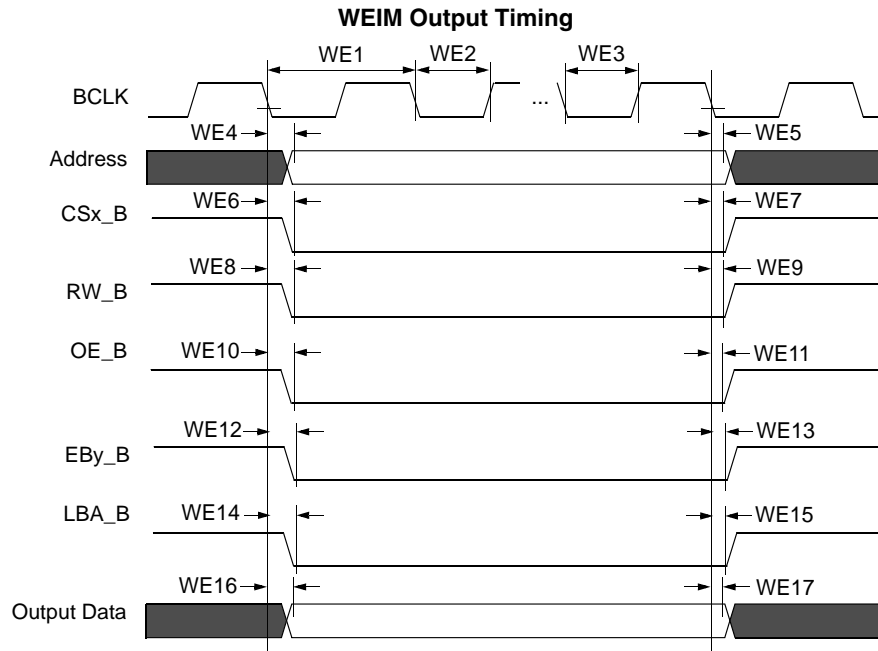 WEIM Output Timing
WE1 WE2 WE3
BCLK ...
WE4 WE5
Address
WE6 WE7
CSx_B
WE8 WE9
RW_B
OE_B WE10 WE11
WE12 WE13
EBy_B
LBA_B WE14 WE15
WE16 WE17
Output Data